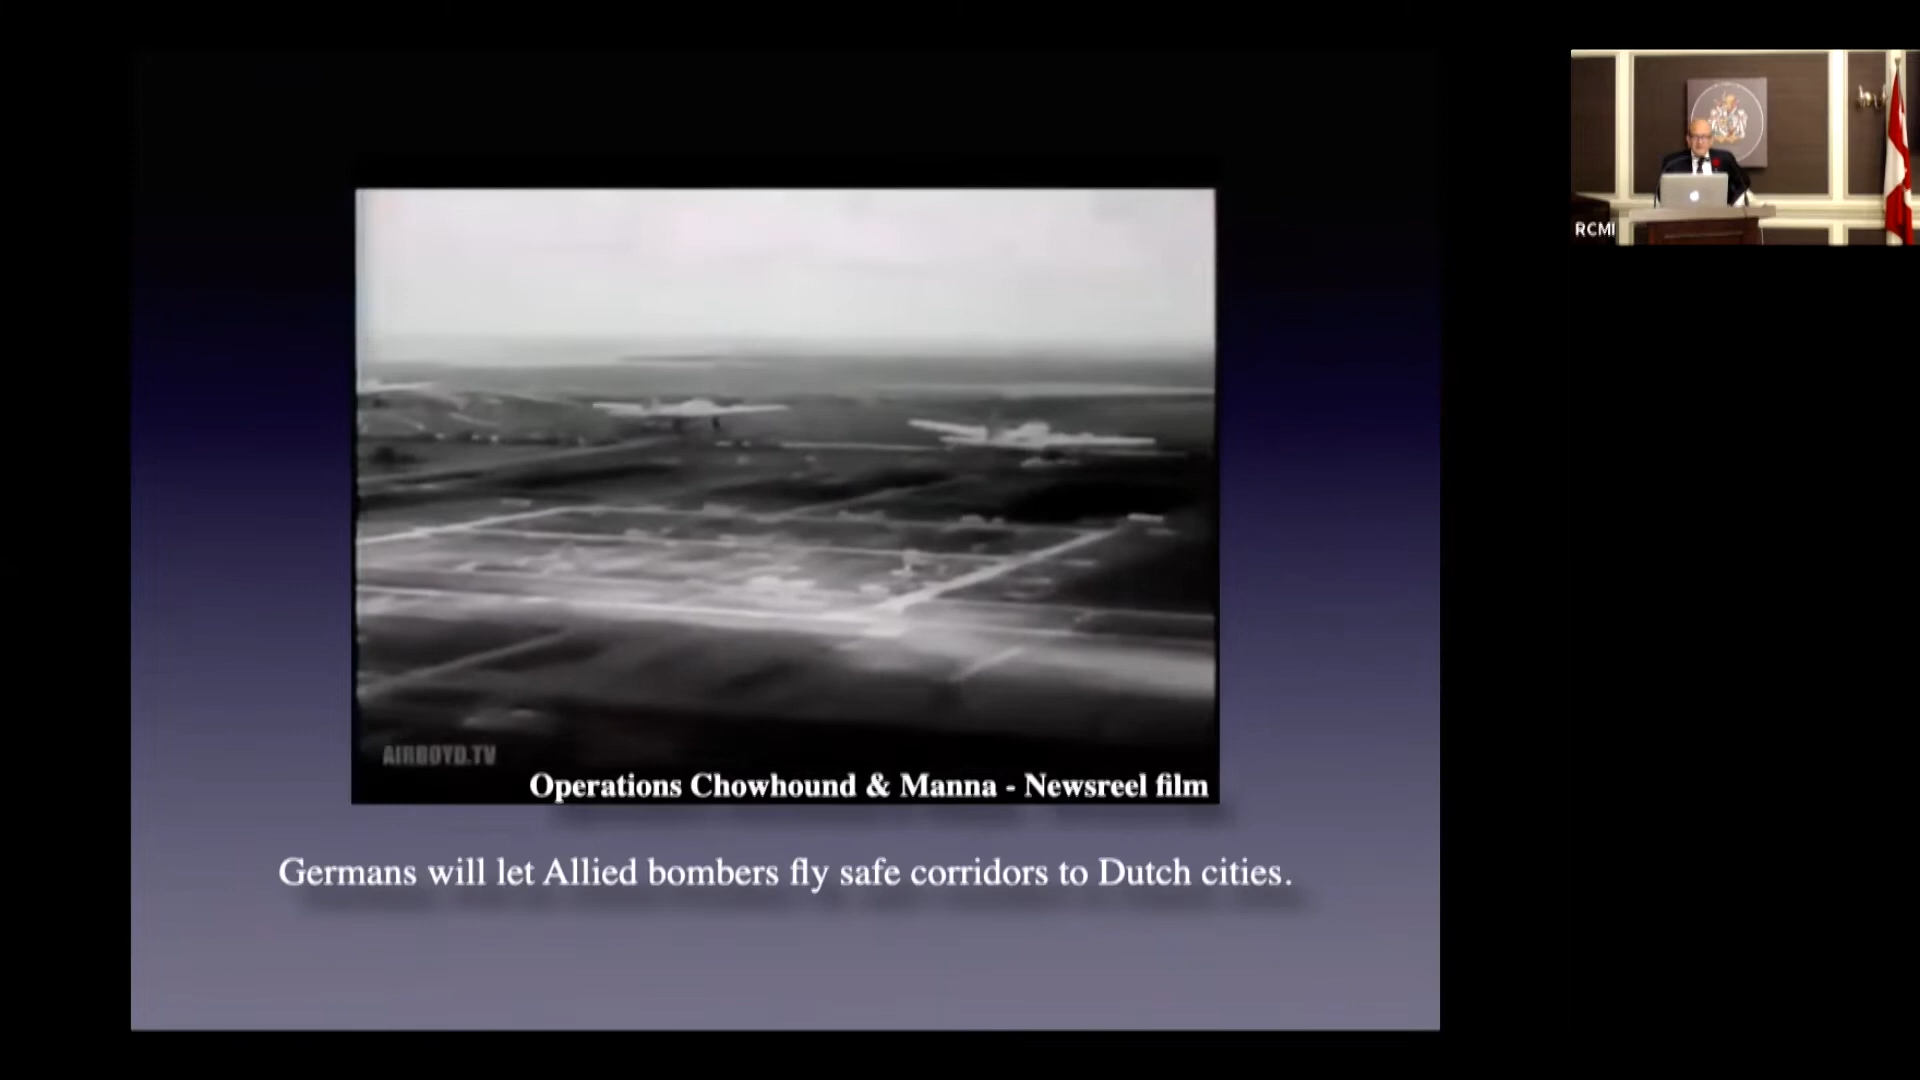 RCMI
AIRBOYD.TV
Operations Chowhound & Manna - Newsreel film
Germans will let Allied bombers fly safe corridors to Dutch cities.